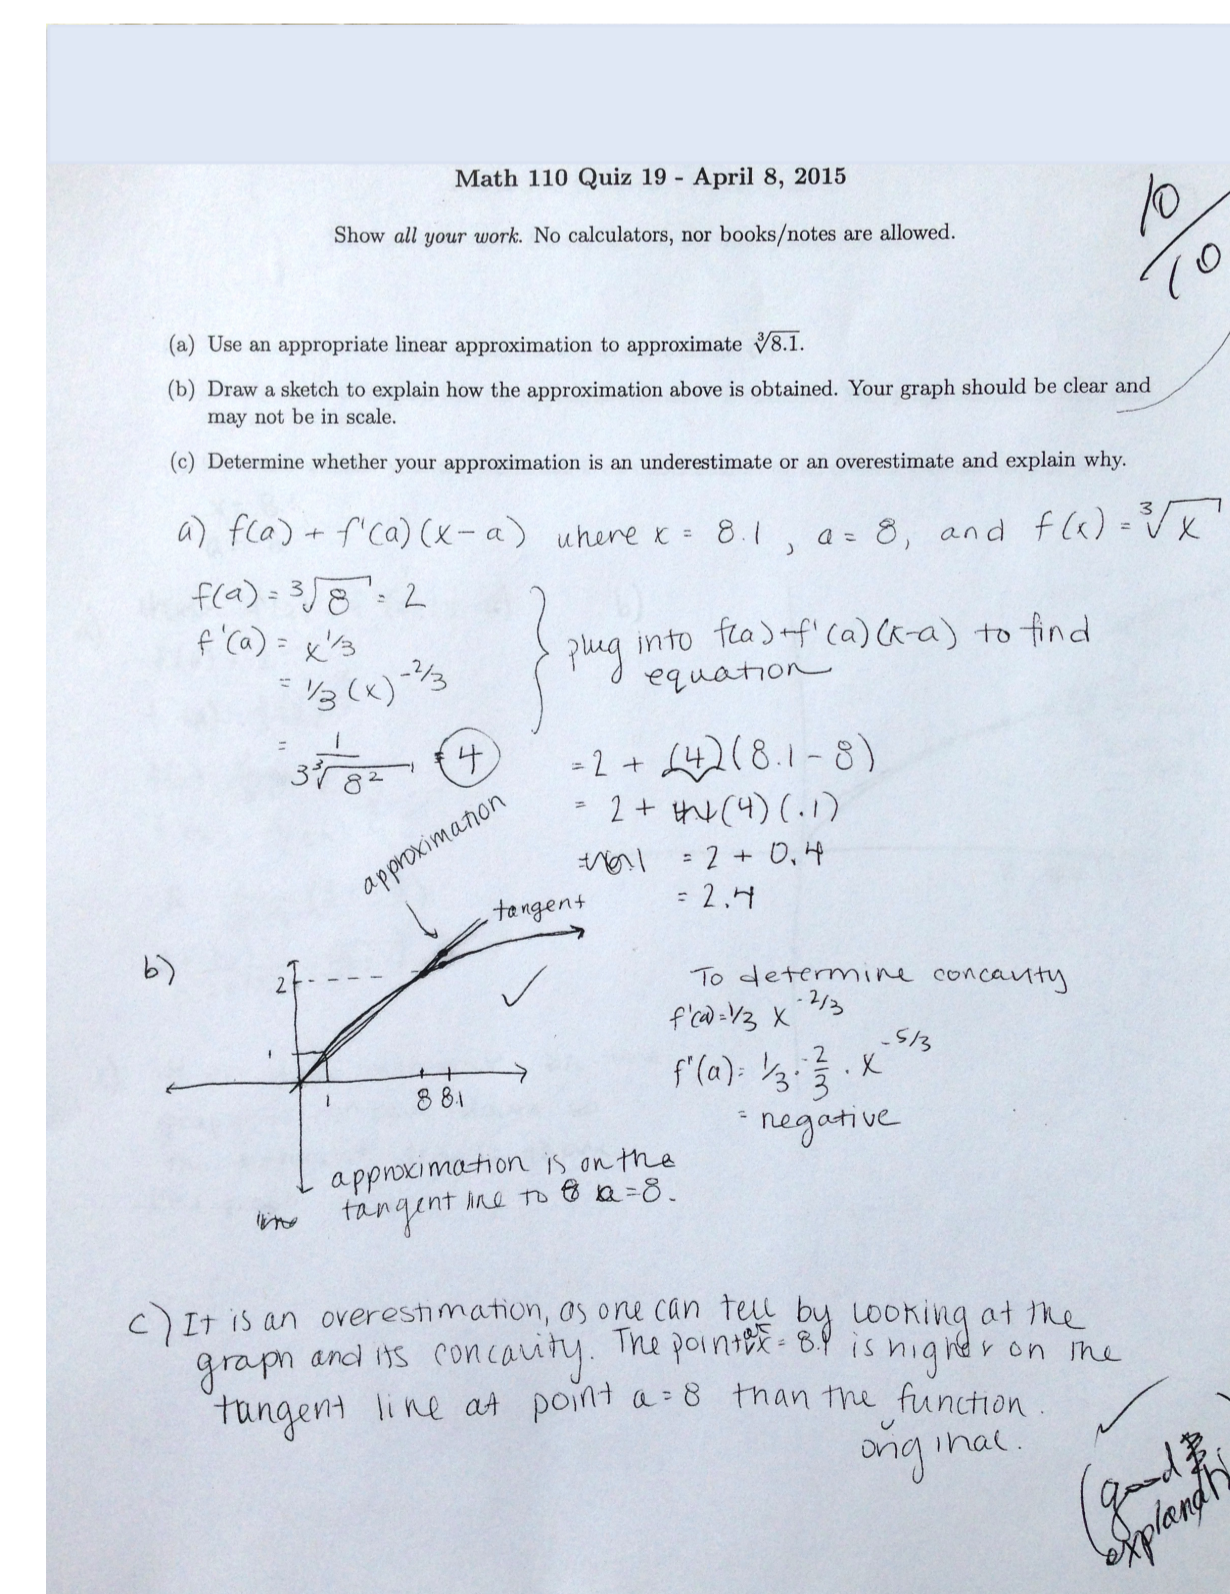 Math 110 Quiz 19 - April 8, 2015
10/10
Show all your work. No calculators, nor books/notes are allowed.
(a) Use an appropriate linear approximation to approximate ∛8.1.
(b) Draw a sketch to explain how the approximation above is obtained. Your graph should be clear and
may not be in scale.
(c) Determine whether your approximation is an underestimate or an overestimate and explain why.
a) f(a) + f'(a)(x-a) where x = 8.1, a = 8, and f(x) = ∛x
f(a) = ∛8 = 2
f'(a) = x^1/3
= 1/3 (x)^-2/3
= 1/(3∛8²) = 4
plug into f(a)+f'(a)(x-a) to find
equation
= 2 + (4)(8.1-8)
= 2 + (4)(.1)
= 2 + 0.4
= 2.4
approximation
tangent
b)
2
1
1
8 8.1
approximation is on the
tangent line to a=8.
To determine concavity
f'(a)=1/3 x^-2/3
f"(a)= 1/3 · -2/3 · x^-5/3
= negative
c) It is an overestimation, as one can tell by looking at the
graph and its concavity. The point at x = 8.1 is higher on the
tangent line at point a=8 than the function.
original.
(good